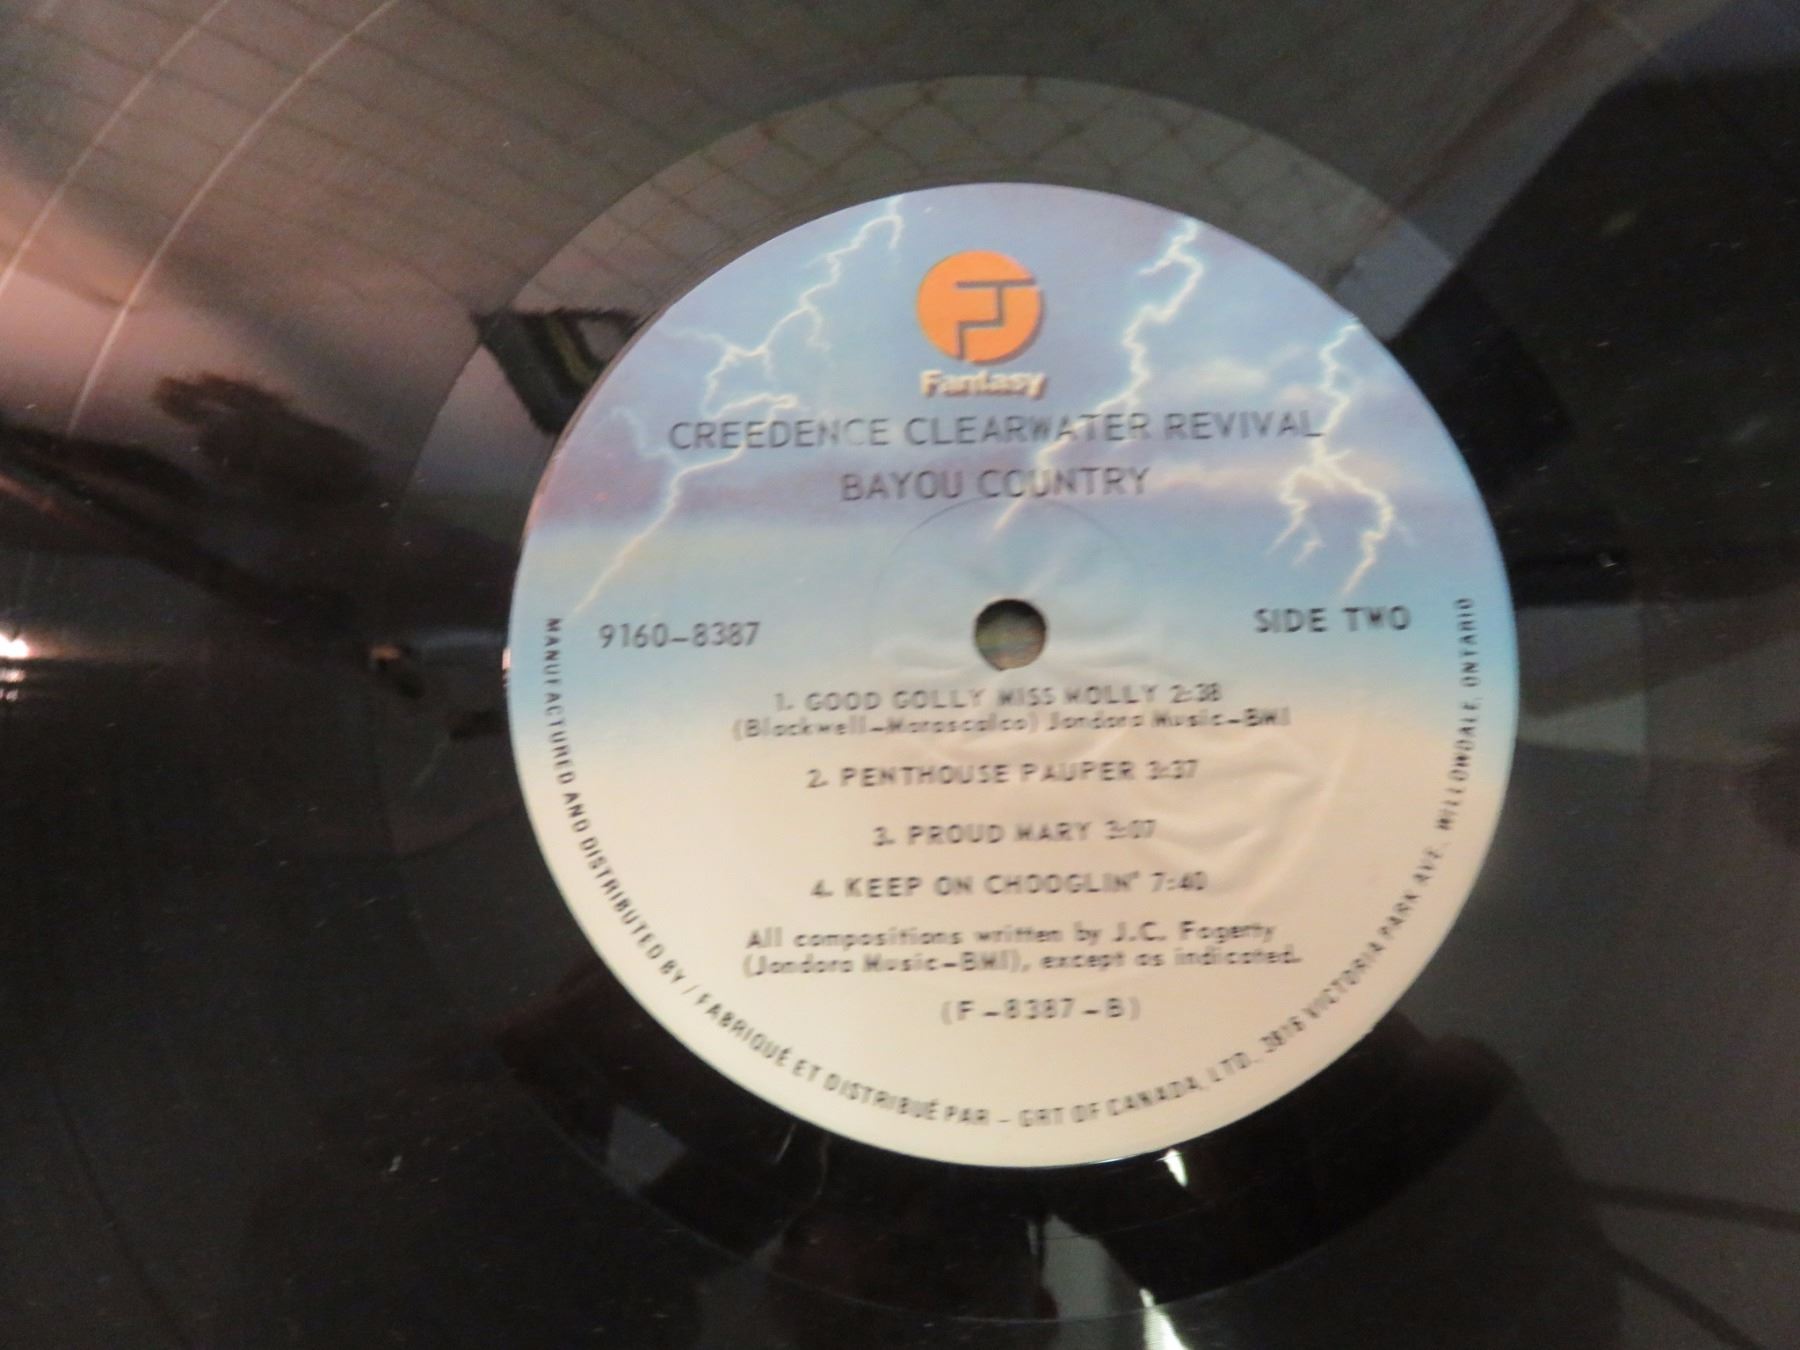 Fantasy
CREEDENCE CLEARWATER REVIVAL
BAYOU COUNTRY
9160-8387
SIDE TWO
1. GOOD GOLLY MISS MOLLY 2:38
(Blackwell-Marascalco) Jondora Music-BMI
2. PENTHOUSE PAUPER 3:37
3. PROUD MARY 3:07
4. KEEP ON CHOOGLIN' 7:40
All compositions written by J.C. Fogerty
(Jondora Music-BMI), except as indicated.
(F-8387-B)
MANUFACTURED AND DISTRIBUTED BY / FABRIQUÉ ET DISTRIBUÉ PAR - GRT OF CANADA, LTD. 3816 VICTORIA PARK AVE. WILLOWDALE, ONTARIO